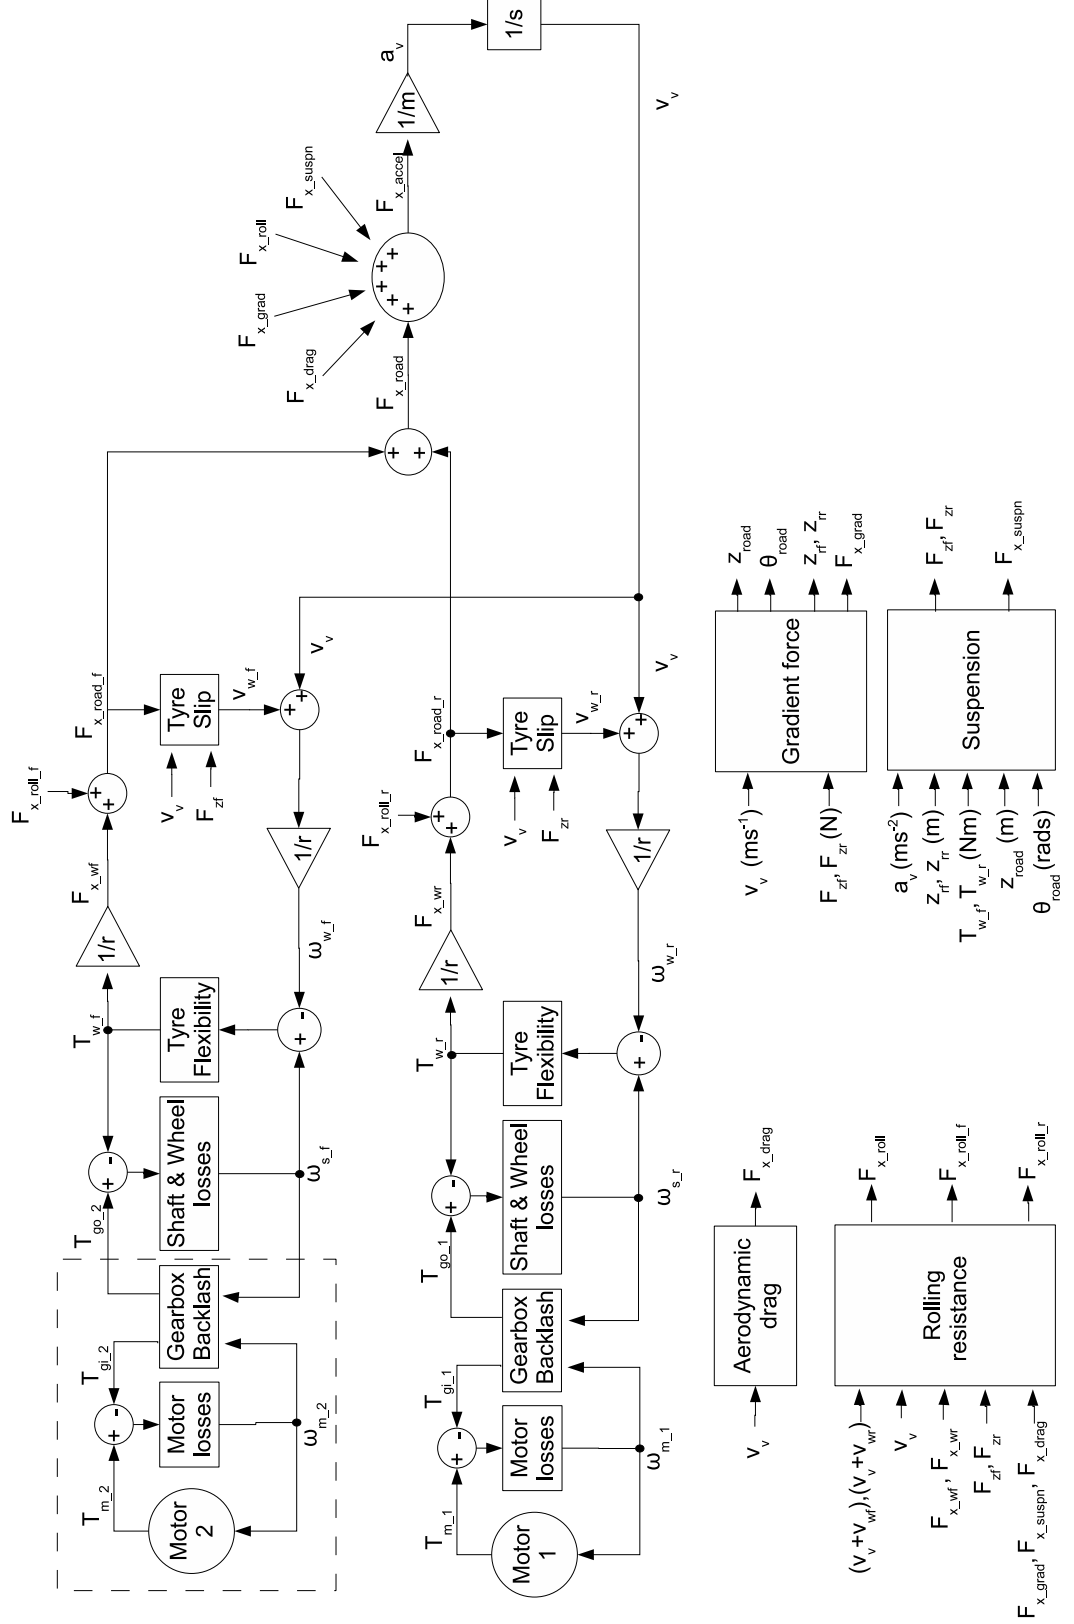 Motor
2
T_m_2
Motor
losses
T_gi_2
ω_m_2
Gearbox
Backlash
T_go_2
Shaft & Wheel
losses
ω_s_f
T_w_f
Tyre
Flexibility
ω_w_f
1/r
F_x_wf
1/r
F_x_roll_f
F_x_road_f
v_v
F_zf
Tyre
Slip
v_w_f
v_v
Motor
1
T_m_1
Motor
losses
T_gi_1
ω_m_1
Gearbox
Backlash
T_go_1
Shaft & Wheel
losses
ω_s_r
T_w_r
Tyre
Flexibility
ω_w_r
1/r
F_x_wr
1/r
F_x_roll_r
F_x_road_r
v_v
F_zr
Tyre
Slip
v_w_r
v_v
F_x_road
F_x_drag
F_x_grad
F_x_roll
F_x_suspn
F_x_accel
1/m
a_v
1/s
v_v
v_v
Aerodynamic
drag
F_x_drag
(v_v+v_wf),(v_v+v_wr)
v_v
F_x_wf, F_x_wr
F_zf, F_zr
F_x_grad, F_x_suspn, F_x_drag
Rolling
resistance
F_x_roll
F_x_roll_f
F_x_roll_r
v_v (ms⁻¹)
F_zf, F_zr (N)
Gradient force
z_road
θ_road
z_rf, z_rr
F_x_grad
a_v (ms⁻²)
z_rf, z_rr (m)
T_w_f, T_w_r (Nm)
z_road (m)
θ_road (rads)
Suspension
F_zf, F_zr
F_x_suspn